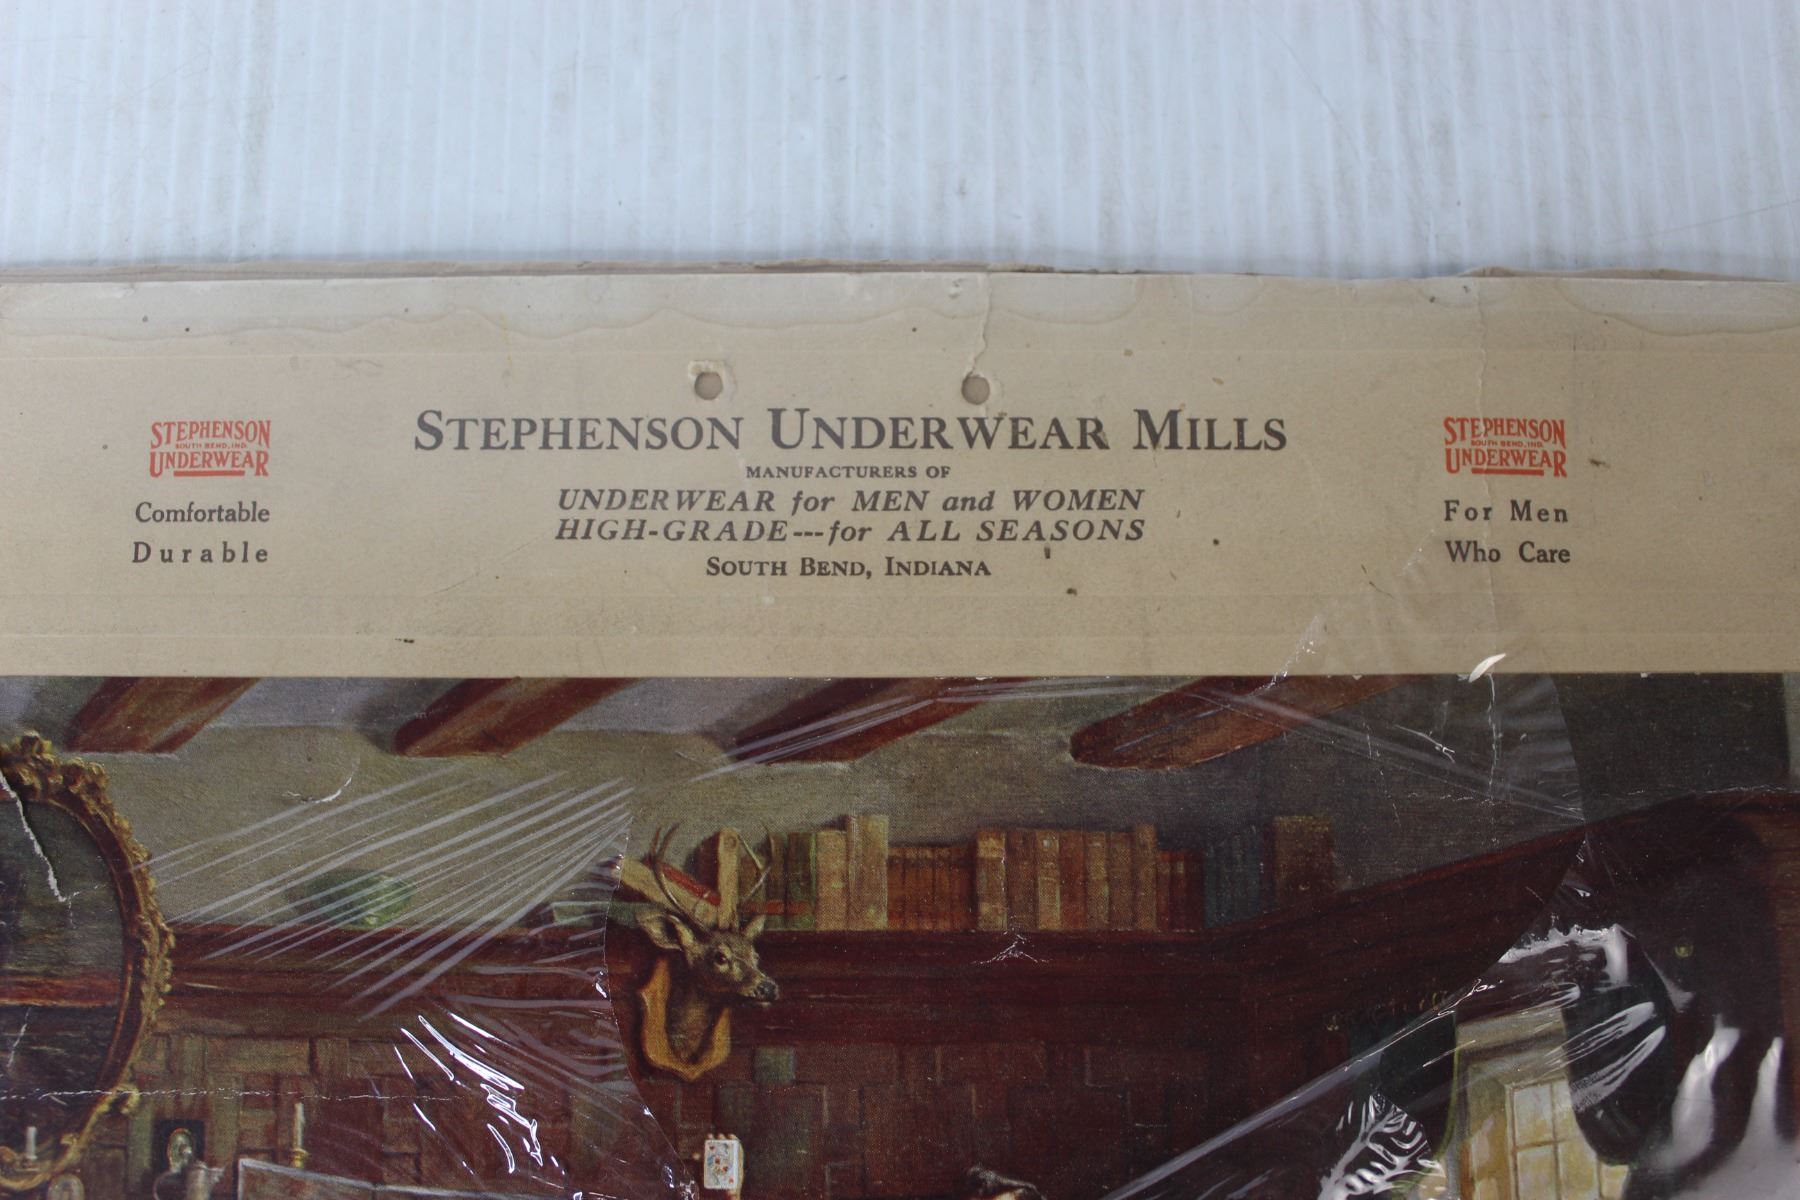 STEPHENSON
SOUTH BEND, IND.
UNDERWEAR
Comfortable
Durable
STEPHENSON UNDERWEAR MILLS
MANUFACTURERS OF
UNDERWEAR for MEN and WOMEN
HIGH-GRADE---for ALL SEASONS
SOUTH BEND, INDIANA
STEPHENSON
SOUTH BEND, IND.
UNDERWEAR
For Men
Who Care